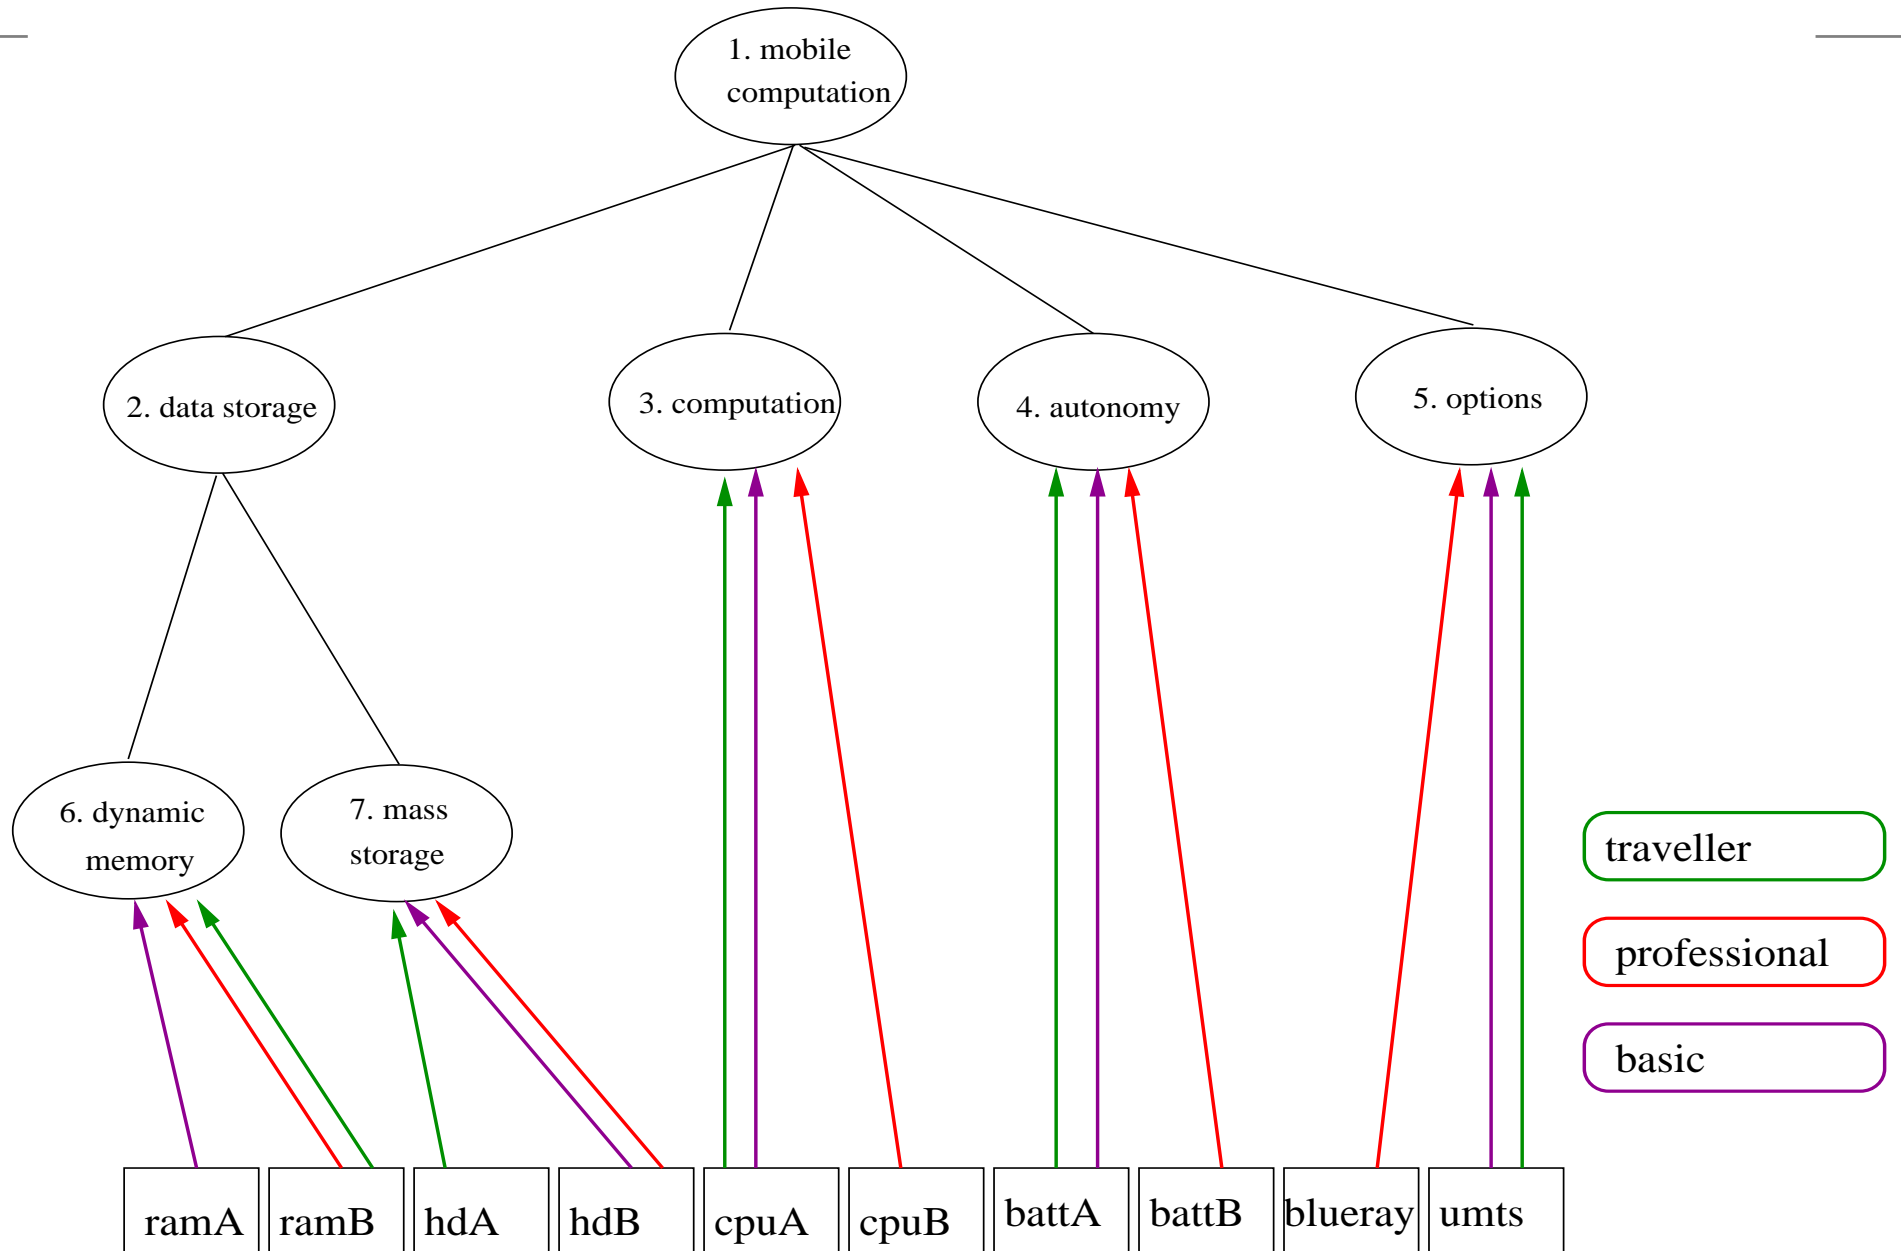 1. mobile
computation
2. data storage
3. computation
4. autonomy
5. options
6. dynamic
memory
7. mass
storage
traveller
professional
basic
ramA
ramB
hdA
hdB
cpuA
cpuB
battA
battB
blueray
umts